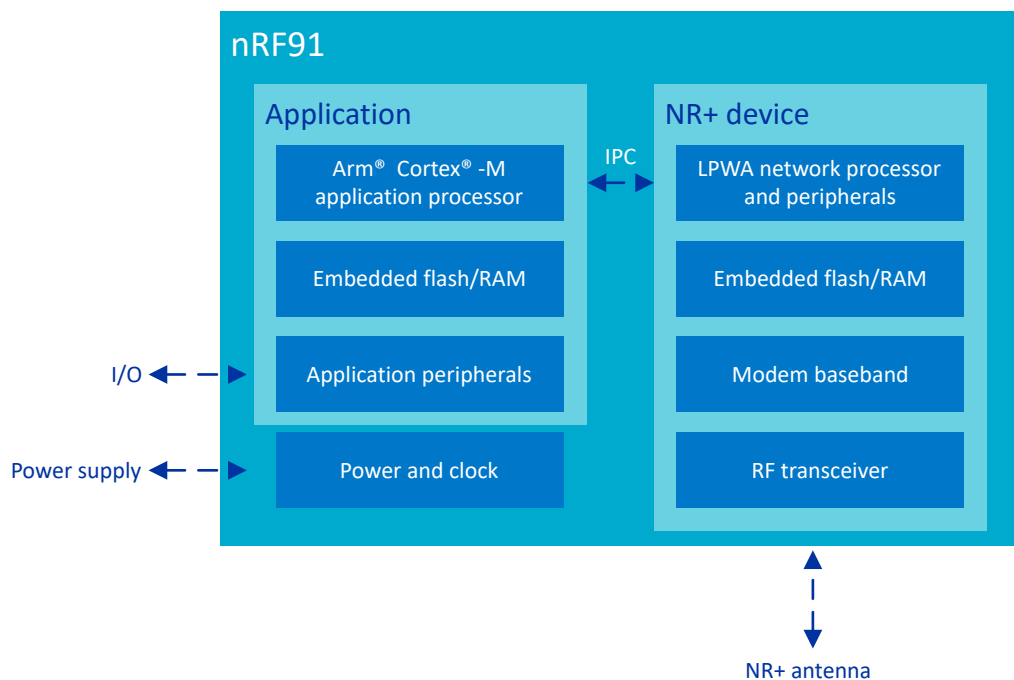 nRF91
Application
Arm® Cortex® -M
application processor
Embedded flash/RAM
Application peripherals
Power and clock
IPC
NR+ device
LPWA network processor
and peripherals
Embedded flash/RAM
Modem baseband
RF transceiver
I/O
Power supply
NR+ antenna